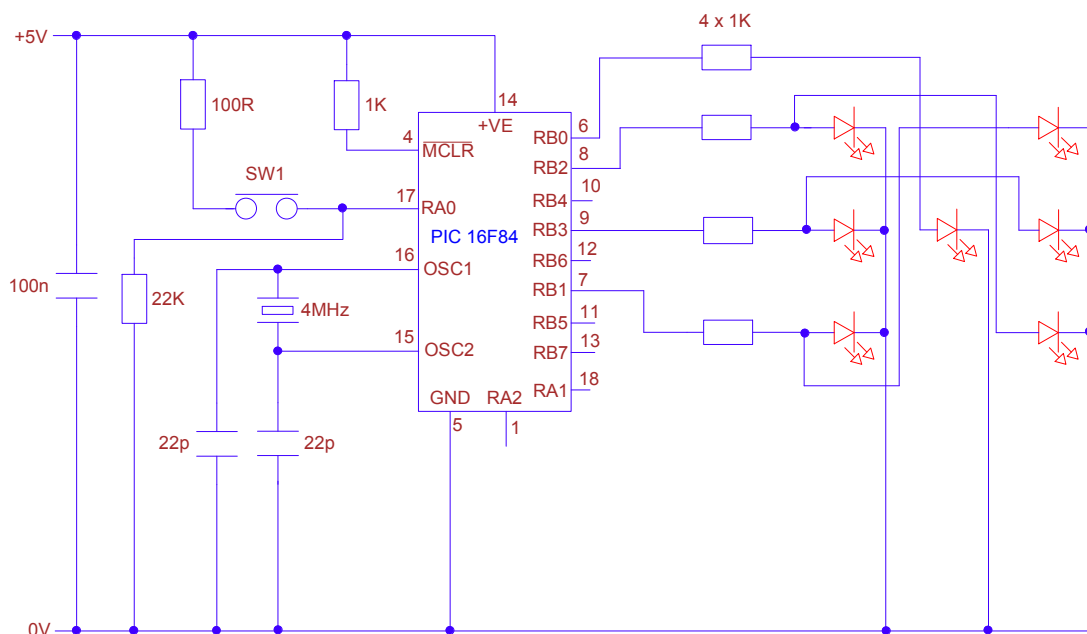 4 x 1K
+5V
100R
1K
14
+VE
4
MCLR
6
RB0
8
RB2
SW1
17
RA0
10
RB4
9
RB3
PIC 16F84
16
OSC1
12
RB6
100n
22K
4MHz
7
RB1
15
OSC2
11
RB5
13
RB7
18
RA1
GND
RA2
5
1
22p
22p
0V